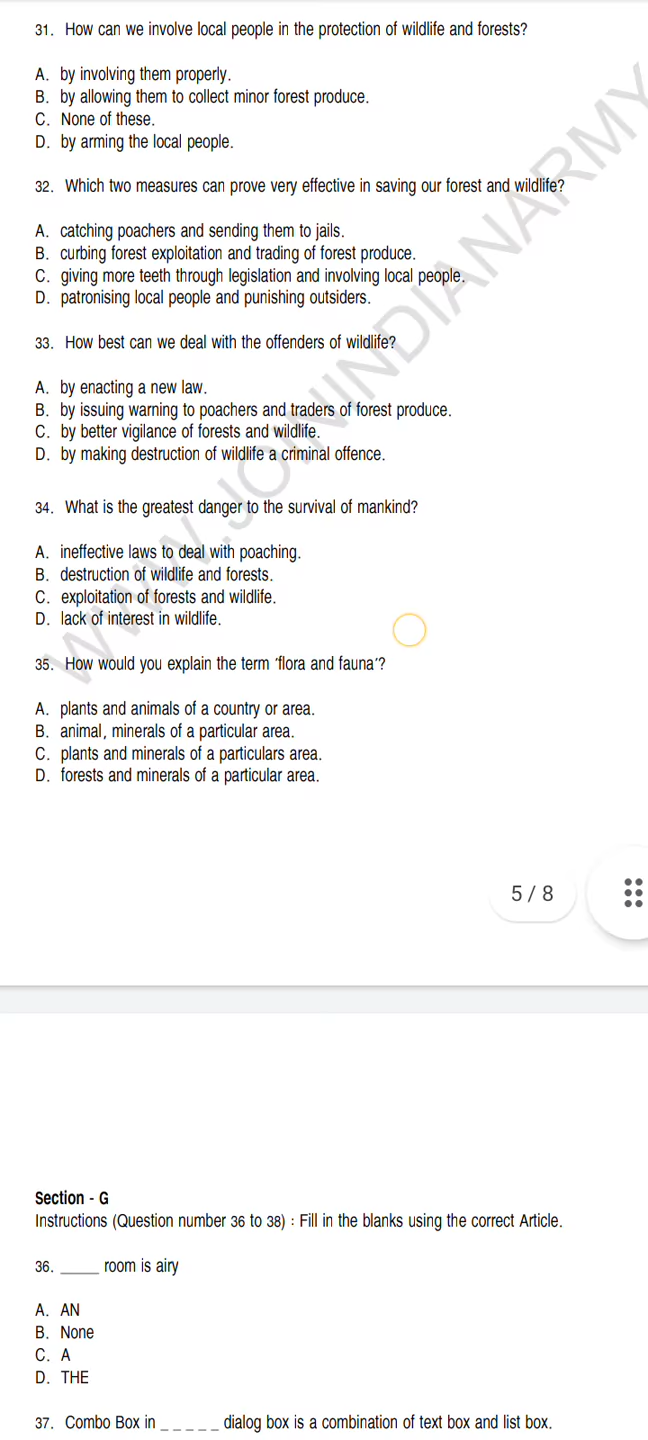 31. How can we involve local people in the protection of wildlife and forests?
A. by involving them properly.
B. by allowing them to collect minor forest produce.
C. None of these.
D. by arming the local people.
32. Which two measures can prove very effective in saving our forest and wildlife?
A. catching poachers and sending them to jails.
B. curbing forest exploitation and trading of forest produce.
C. giving more teeth through legislation and involving local people.
D. patronising local people and punishing outsiders.
33. How best can we deal with the offenders of wildlife?
A. by enacting a new law.
B. by issuing warning to poachers and traders of forest produce.
C. by better vigilance of forests and wildlife.
D. by making destruction of wildlife a criminal offence.
34. What is the greatest danger to the survival of mankind?
A. ineffective laws to deal with poaching.
B. destruction of wildlife and forests.
C. exploitation of forests and wildlife.
D. lack of interest in wildlife.
35. How would you explain the term ‘flora and fauna’?
A. plants and animals of a country or area.
B. animal, minerals of a particular area.
C. plants and minerals of a particulars area.
D. forests and minerals of a particular area.
WWW.JOININDIANARMY
5 / 8
Section - G
Instructions (Question number 36 to 38) : Fill in the blanks using the correct Article.
36. _____ room is airy
A. AN
B. None
C. A
D. THE
37. Combo Box in _ _ _ _ _ dialog box is a combination of text box and list box.